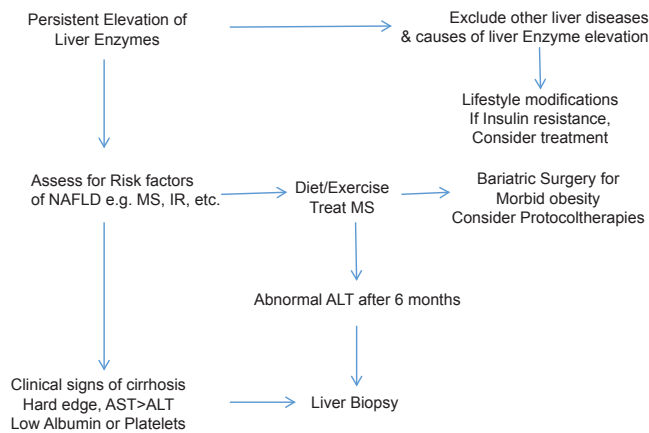 Persistent Elevation of
Liver Enzymes
Exclude other liver diseases
& causes of liver Enzyme elevation
Lifestyle modifications
If Insulin resistance,
Consider treatment
Assess for Risk factors
of NAFLD e.g. MS, IR, etc.
Diet/Exercise
Treat MS
Bariatric Surgery for
Morbid obesity
Consider Protocoltherapies
Abnormal ALT after 6 months
Clinical signs of cirrhosis
Hard edge, AST>ALT
Low Albumin or Platelets
Liver Biopsy